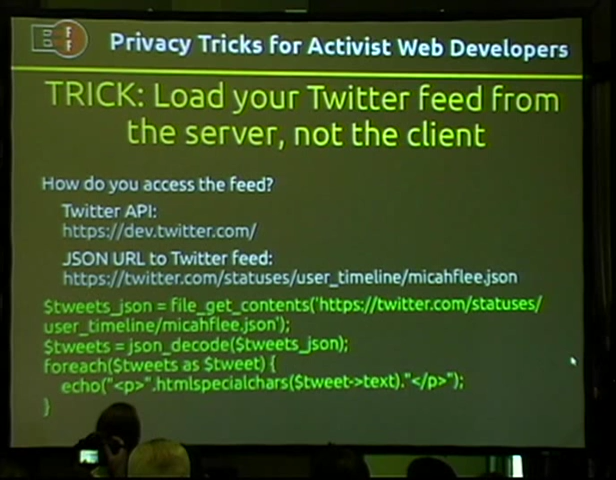 E F F
Privacy Tricks for Activist Web Developers
TRICK: Load your Twitter feed from
the server, not the client
How do you access the feed?
Twitter API:
https://dev.twitter.com/
JSON URL to Twitter feed:
https://twitter.com/statuses/user_timeline/micahflee.json
$tweets_json = file_get_contents('https://twitter.com/statuses/
user_timeline/micahflee.json');
$tweets = json_decode($tweets_json);
foreach($tweets as $tweet) {
echo("<p>".htmlspecialchars($tweet->text)."</p>");
}